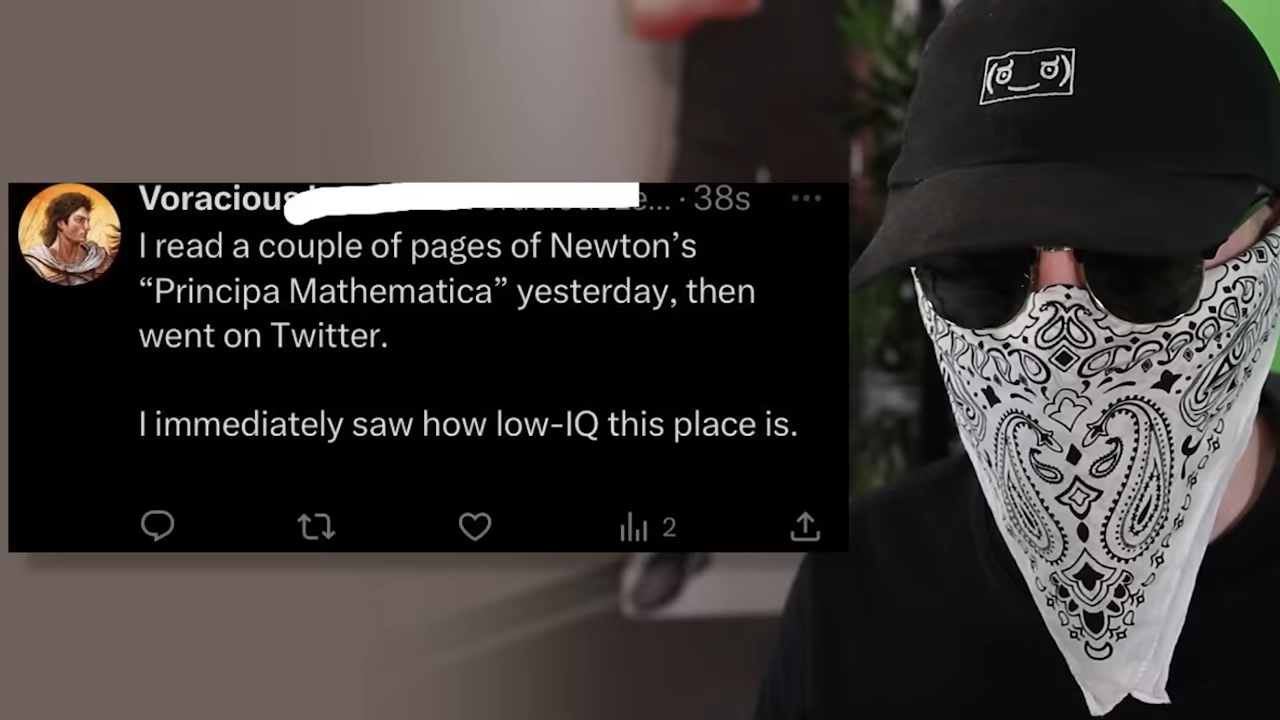 Voracious
· 38s
I read a couple of pages of Newton’s
“Principa Mathematica” yesterday, then
went on Twitter.
I immediately saw how low-IQ this place is.
2